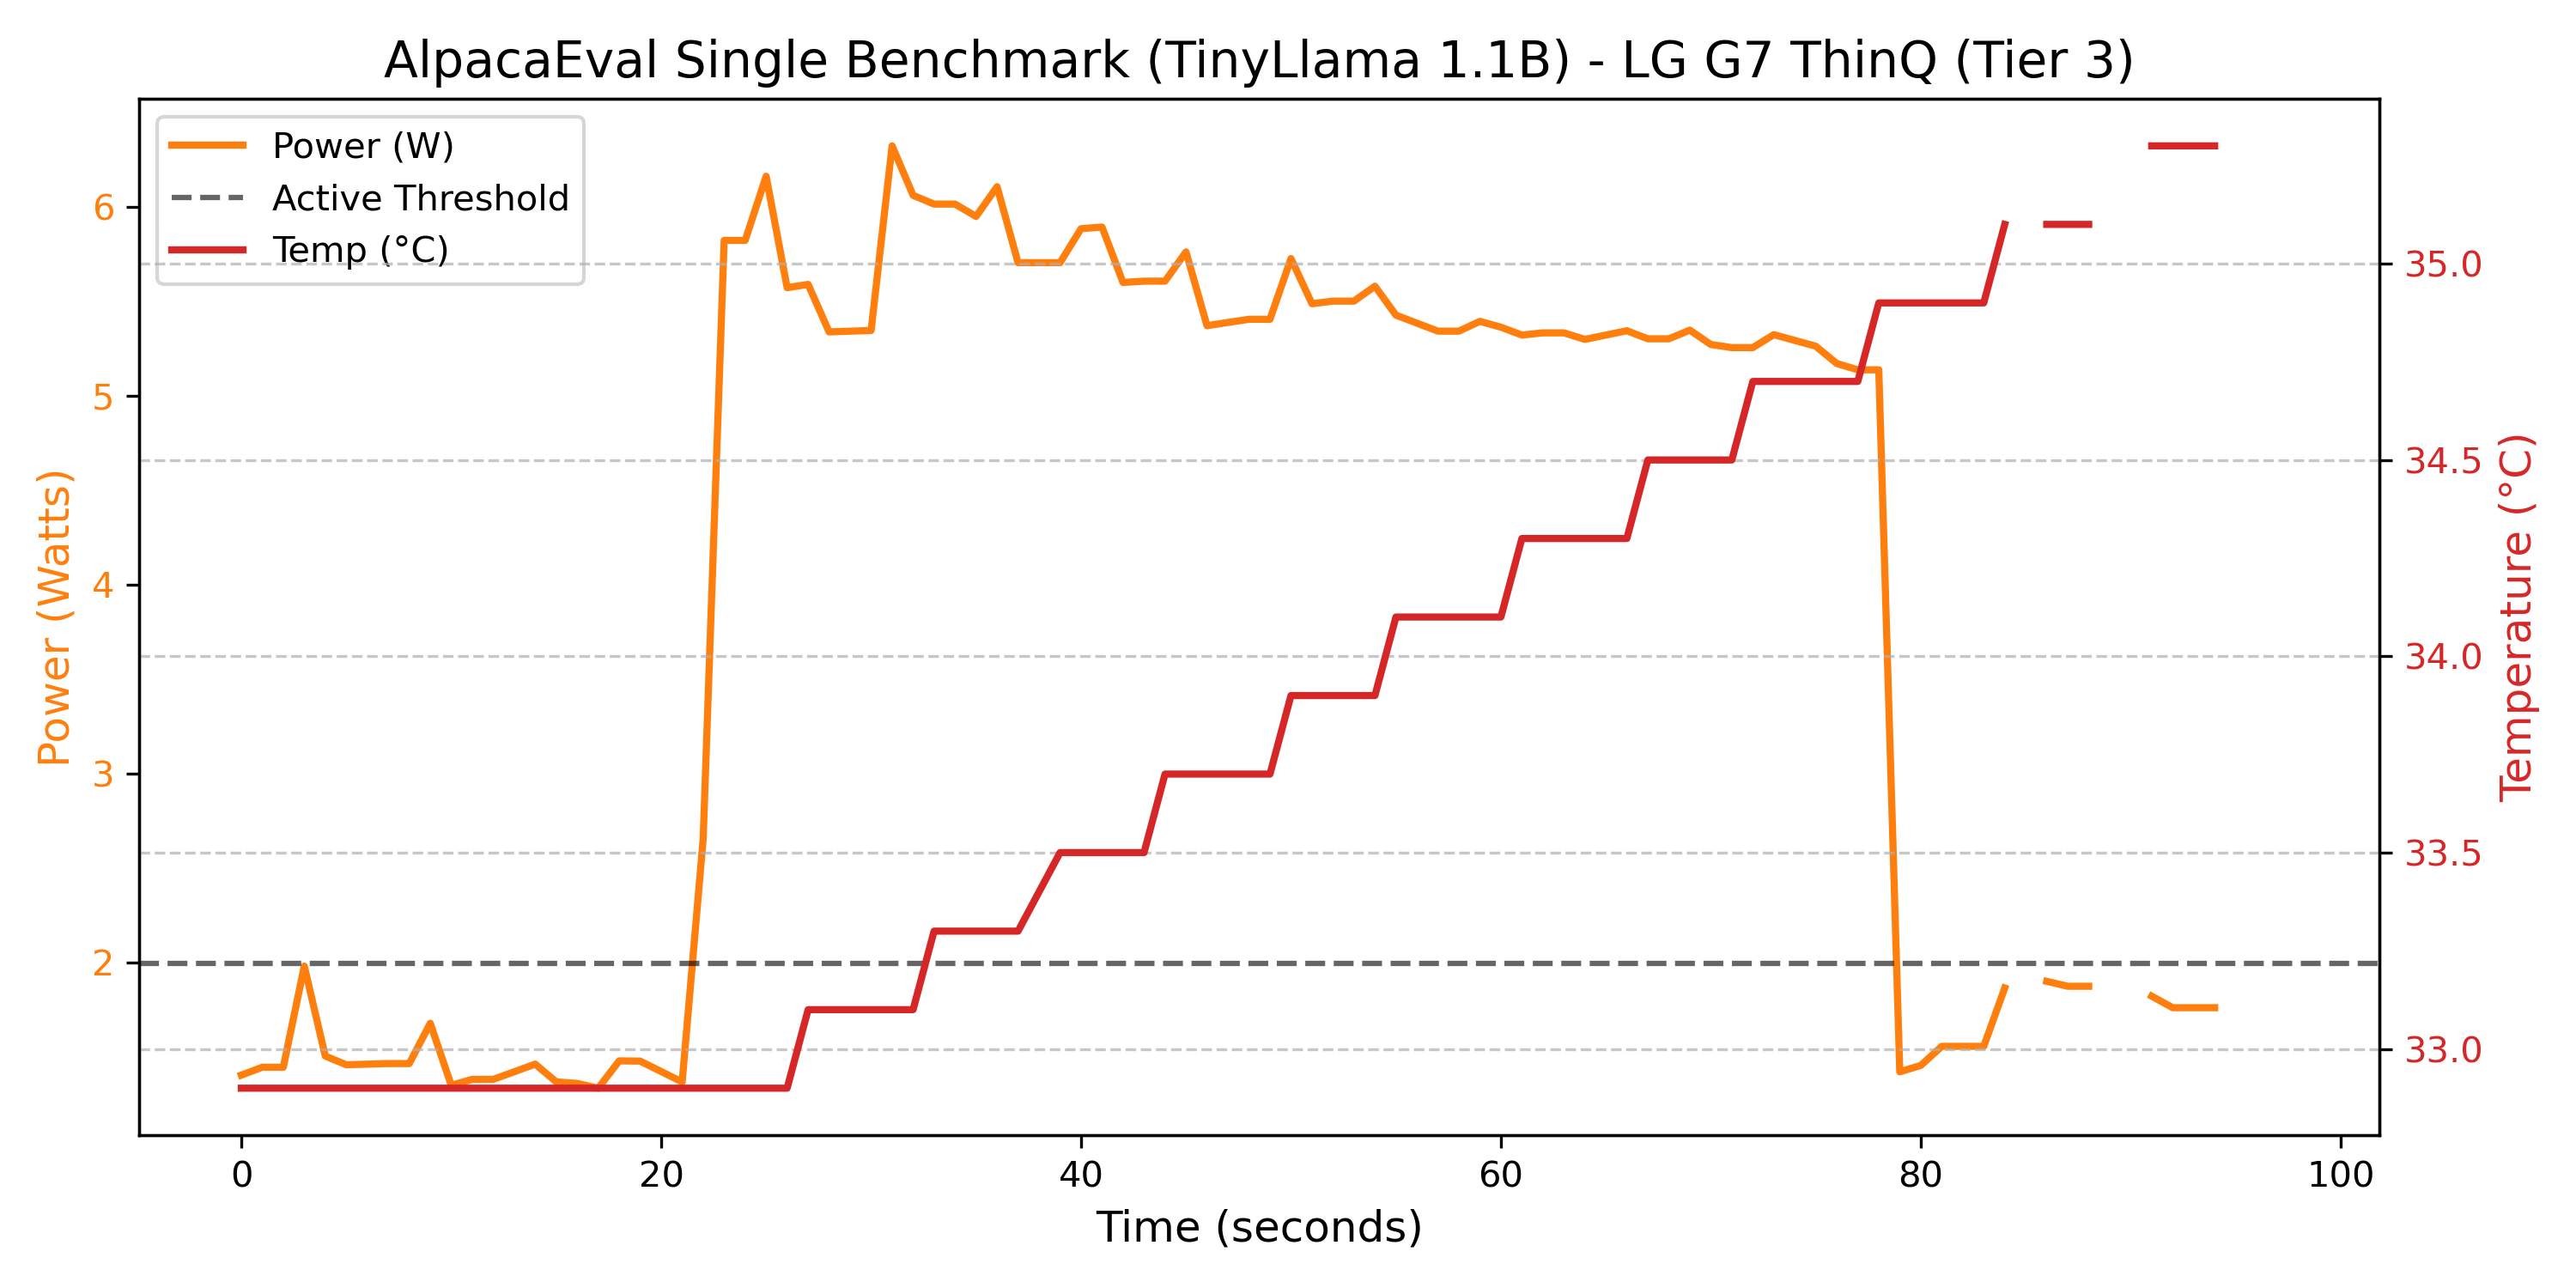 AlpacaEval Single Benchmark (TinyLlama 1.1B) - LG G7 ThinQ (Tier 3)
Power (W)
Active Threshold
Temp (°C)
6
5
4
3
2
Power (Watts)
35.0
34.5
34.0
33.5
33.0
Temperature (°C)
0 20 40 60 80 100
Time (seconds)